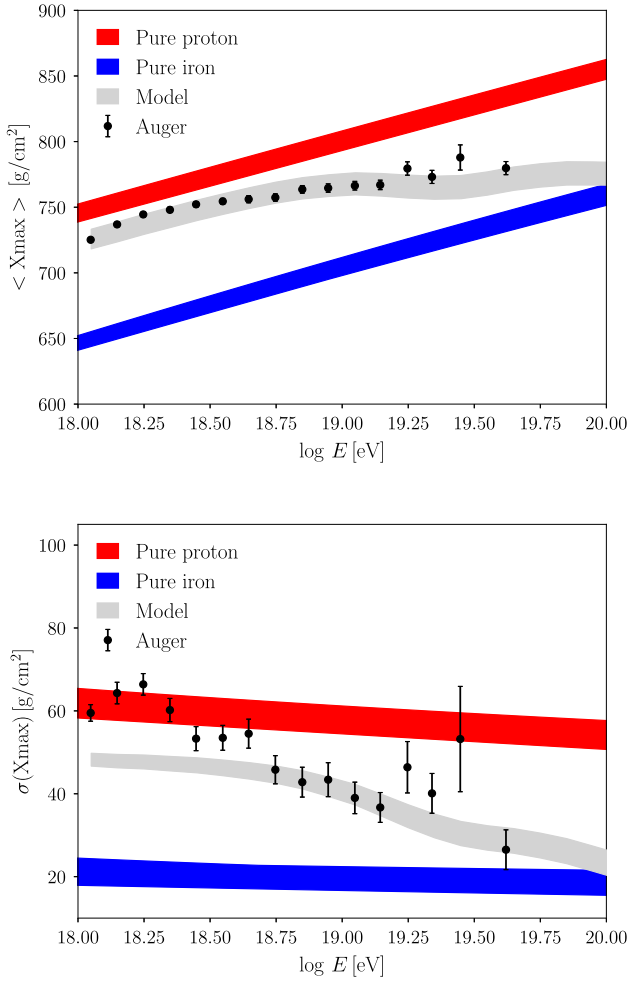 900
850
800
750
700
650
600
< Xmax > [g/cm²]
Pure proton
Pure iron
Model
Auger
18.00 18.25 18.50 18.75 19.00 19.25 19.50 19.75 20.00
log E [eV]
100
80
60
40
20
σ(Xmax) [g/cm²]
Pure proton
Pure iron
Model
Auger
18.00 18.25 18.50 18.75 19.00 19.25 19.50 19.75 20.00
log E [eV]